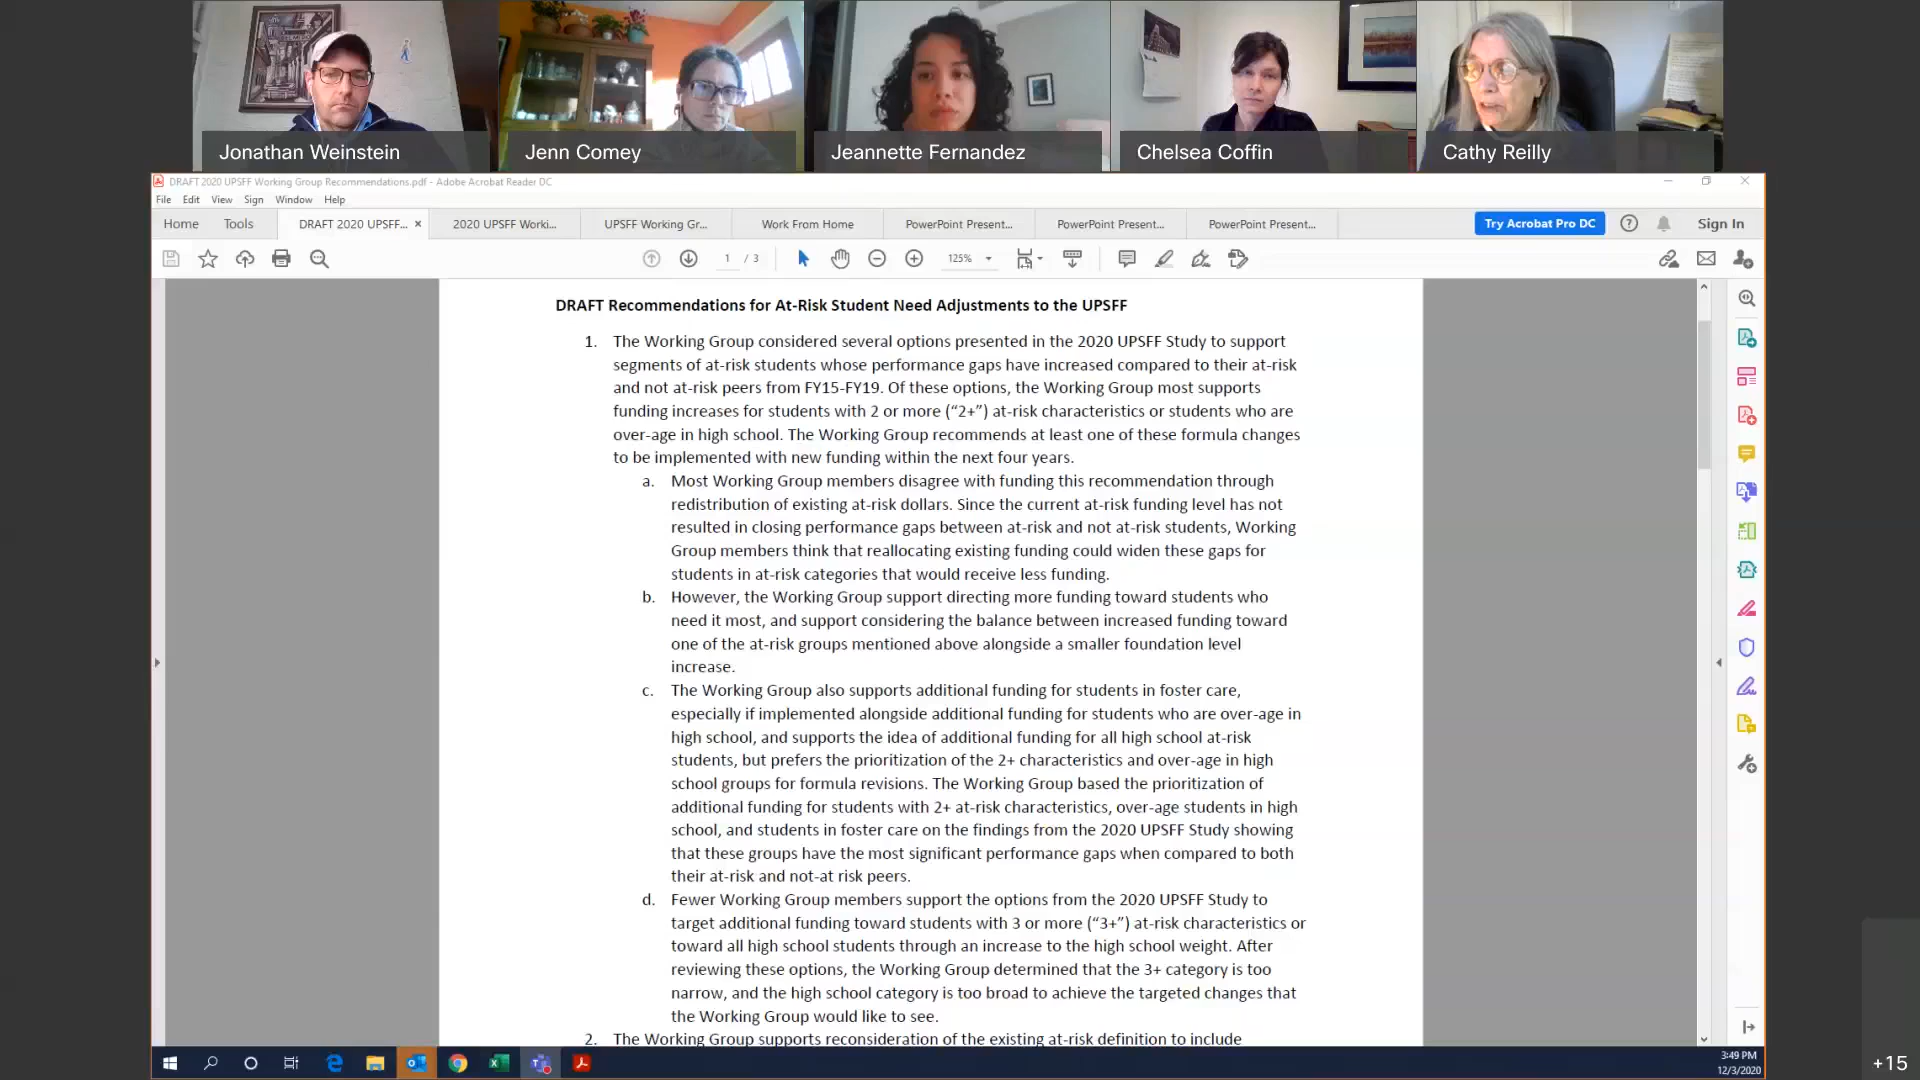 Jonathan Weinstein
Jenn Comey
Jeannette Fernandez
Chelsea Coffin
Cathy Reilly
DRAFT 2020 UPSFF Working Group Recommendations.pdf - Adobe Acrobat Reader DC
File Edit View Sign Window Help
Home Tools DRAFT 2020 UPSFF... × 2020 UPSFF Worki... UPSFF Working Gr... Work From Home PowerPoint Present... PowerPoint Present... PowerPoint Present... Try Acrobat Pro DC Sign In
1 / 3 125%
DRAFT Recommendations for At-Risk Student Need Adjustments to the UPSFF
1. The Working Group considered several options presented in the 2020 UPSFF Study to support
segments of at-risk students whose performance gaps have increased compared to their at-risk
and not at-risk peers from FY15-FY19. Of these options, the Working Group most supports
funding increases for students with 2 or more (“2+”) at-risk characteristics or students who are
over-age in high school. The Working Group recommends at least one of these formula changes
to be implemented with new funding within the next four years.
a. Most Working Group members disagree with funding this recommendation through
redistribution of existing at-risk dollars. Since the current at-risk funding level has not
resulted in closing performance gaps between at-risk and not at-risk students, Working
Group members think that reallocating existing funding could widen these gaps for
students in at-risk categories that would receive less funding.
b. However, the Working Group support directing more funding toward students who
need it most, and support considering the balance between increased funding toward
one of the at-risk groups mentioned above alongside a smaller foundation level
increase.
c. The Working Group also supports additional funding for students in foster care,
especially if implemented alongside additional funding for students who are over-age in
high school, and supports the idea of additional funding for all high school at-risk
students, but prefers the prioritization of the 2+ characteristics and over-age in high
school groups for formula revisions. The Working Group based the prioritization of
additional funding for students with 2+ at-risk characteristics, over-age students in high
school, and students in foster care on the findings from the 2020 UPSFF Study showing
that these groups have the most significant performance gaps when compared to both
their at-risk and not-at risk peers.
d. Fewer Working Group members support the options from the 2020 UPSFF Study to
target additional funding toward students with 3 or more (“3+”) at-risk characteristics or
toward all high school students through an increase to the high school weight. After
reviewing these options, the Working Group determined that the 3+ category is too
narrow, and the high school category is too broad to achieve the targeted changes that
the Working Group would like to see.
2. The Working Group supports reconsideration of the existing at-risk definition to include
3:49 PM
12/3/2020
+15